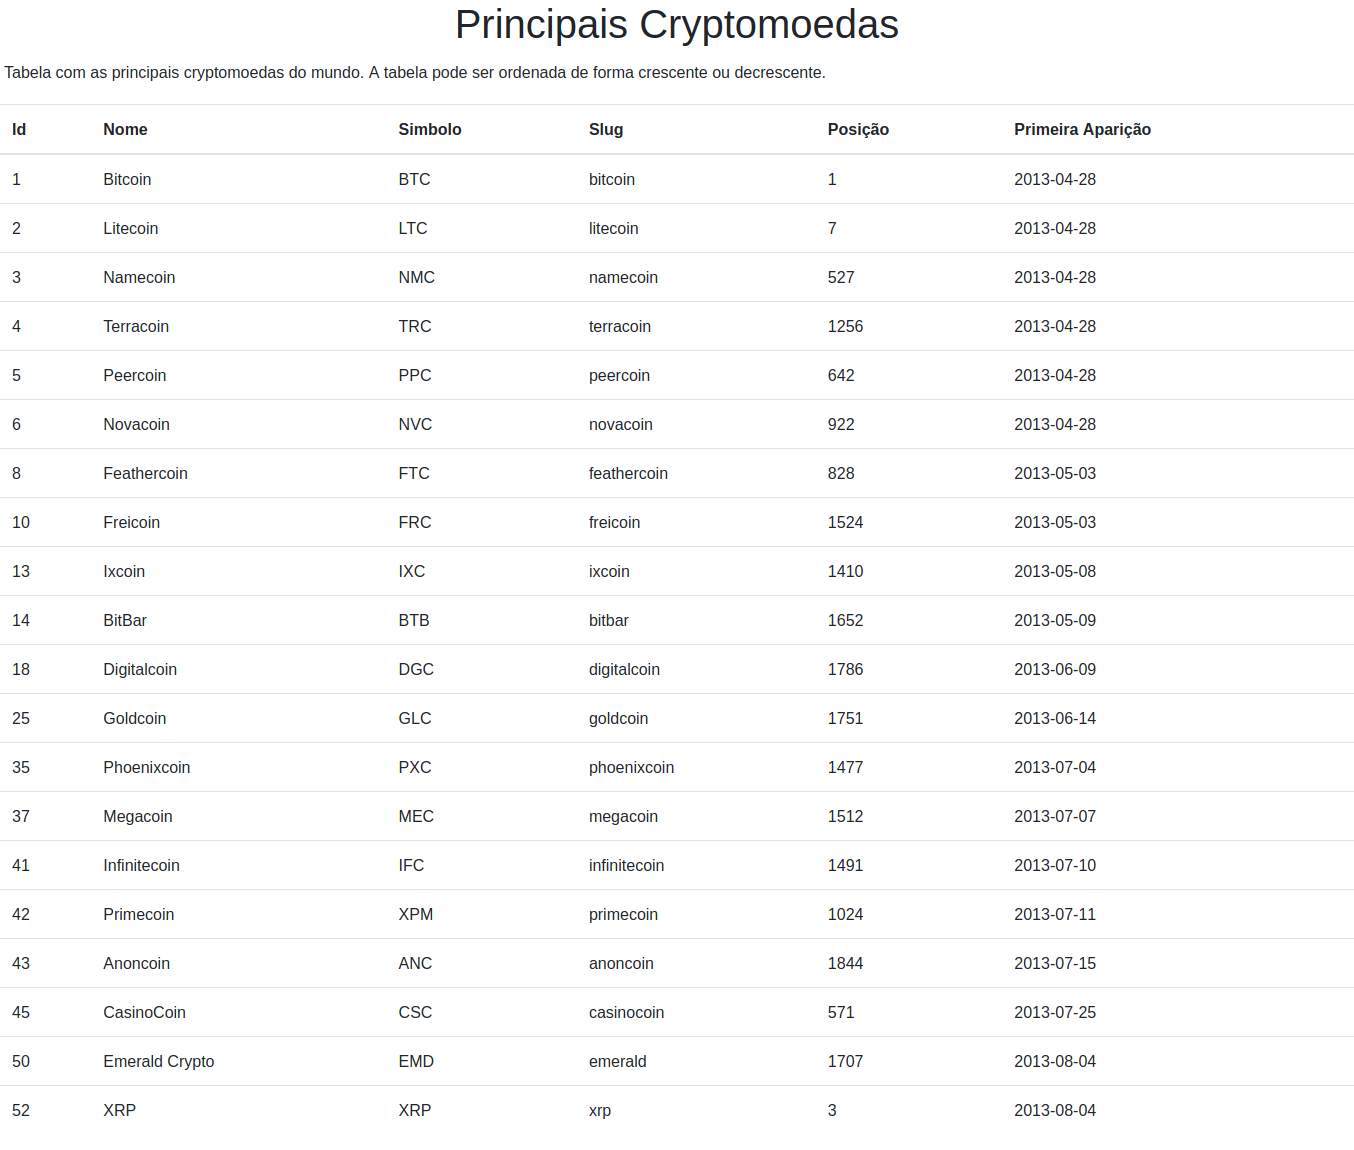 Principais Cryptomoedas
Tabela com as principais cryptomoedas do mundo. A tabela pode ser ordenada de forma crescente ou decrescente.
Id Nome Simbolo Slug Posição Primeira Aparição
1 Bitcoin BTC bitcoin 1 2013-04-28
2 Litecoin LTC litecoin 7 2013-04-28
3 Namecoin NMC namecoin 527 2013-04-28
4 Terracoin TRC terracoin 1256 2013-04-28
5 Peercoin PPC peercoin 642 2013-04-28
6 Novacoin NVC novacoin 922 2013-04-28
8 Feathercoin FTC feathercoin 828 2013-05-03
10 Freicoin FRC freicoin 1524 2013-05-03
13 Ixcoin IXC ixcoin 1410 2013-05-08
14 BitBar BTB bitbar 1652 2013-05-09
18 Digitalcoin DGC digitalcoin 1786 2013-06-09
25 Goldcoin GLC goldcoin 1751 2013-06-14
35 Phoenixcoin PXC phoenixcoin 1477 2013-07-04
37 Megacoin MEC megacoin 1512 2013-07-07
41 Infinitecoin IFC infinitecoin 1491 2013-07-10
42 Primecoin XPM primecoin 1024 2013-07-11
43 Anoncoin ANC anoncoin 1844 2013-07-15
45 CasinoCoin CSC casinocoin 571 2013-07-25
50 Emerald Crypto EMD emerald 1707 2013-08-04
52 XRP XRP xrp 3 2013-08-04